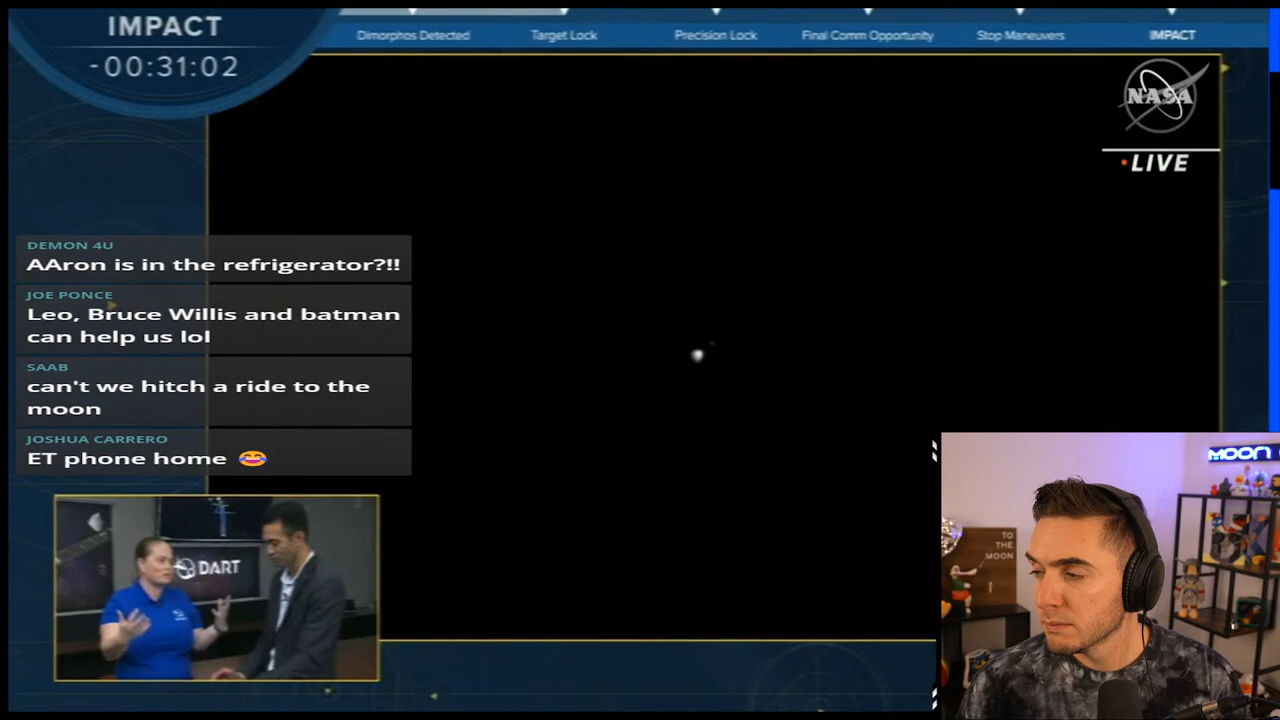 IMPACT
-00:31:02
Dimorphos Detected
Target Lock
Precision Lock
Final Comm Opportunity
Stop Maneuvers
IMPACT
NASA
LIVE
DEMON 4U
AAron is in the refrigerator?!!
JOE PONCE
Leo, Bruce Willis and batman
can help us lol
SAAB
can't we hitch a ride to the
moon
JOSHUA CARRERO
ET phone home 😂
DART
MOON
TO
THE
MOON